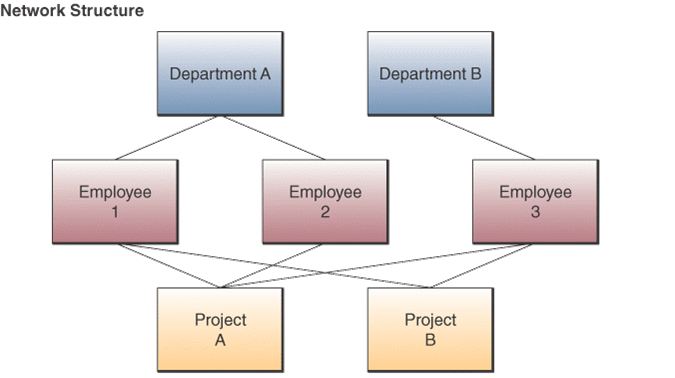 Network Structure
Department A
Department B
Employee
1
Employee
2
Employee
3
Project
A
Project
B